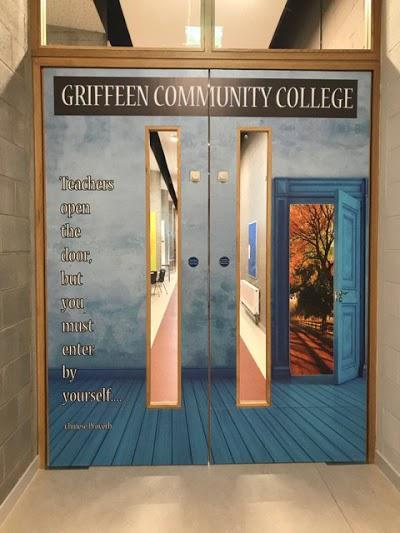 GRIFFEEN COMMUNITY COLLEGE
Teachers
open
the
door,
but
you
must
enter
by
yourself....
Chinese Proverb